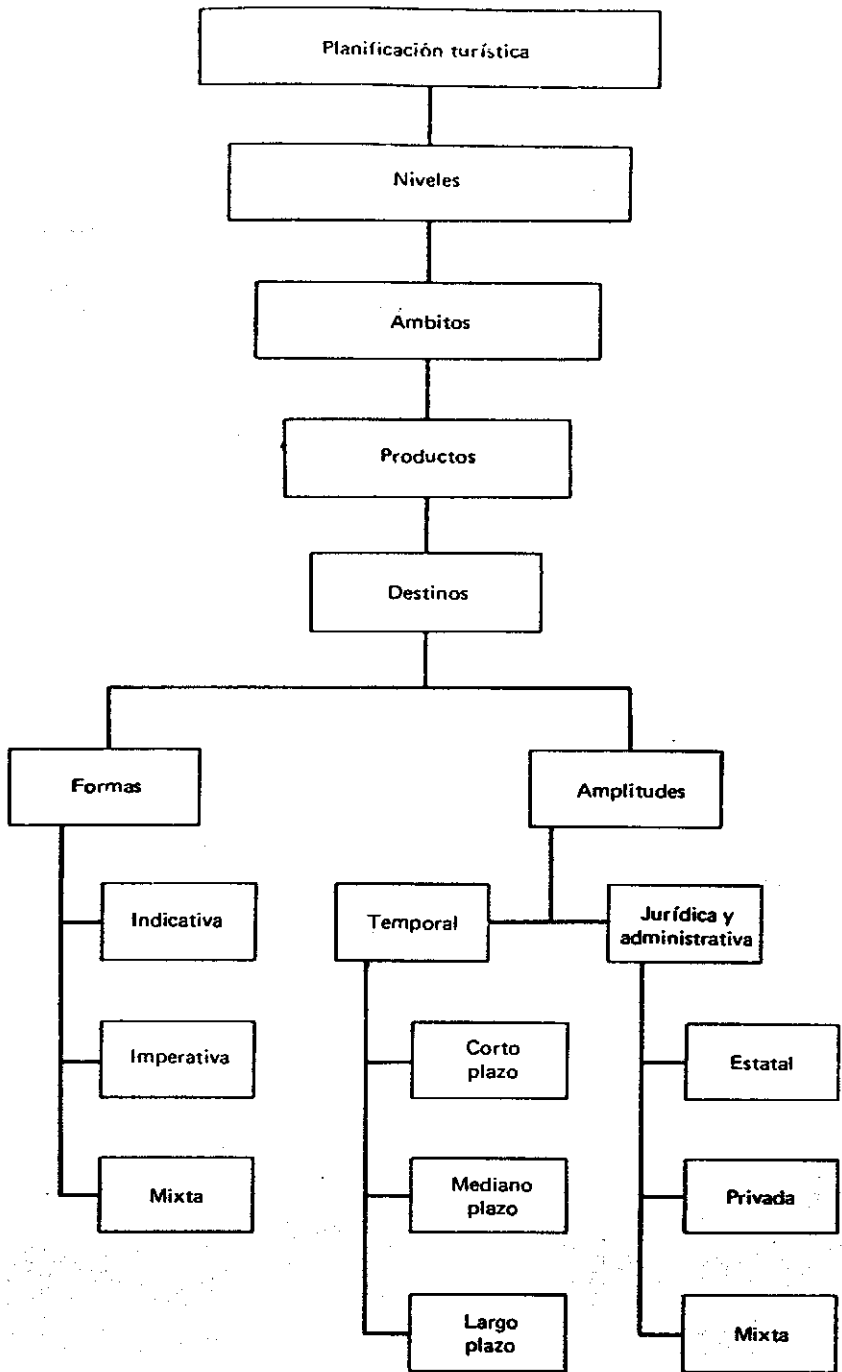 Planificación turística
Niveles
Ambitos
Productos
Destinos
Formas
Amplitudes
Indicativa
Temporal
Jurídica y
administrativa
Imperativa
Corto
plazo
Estatal
Mixta
Mediano
plazo
Privada
Largo
plazo
Mixta